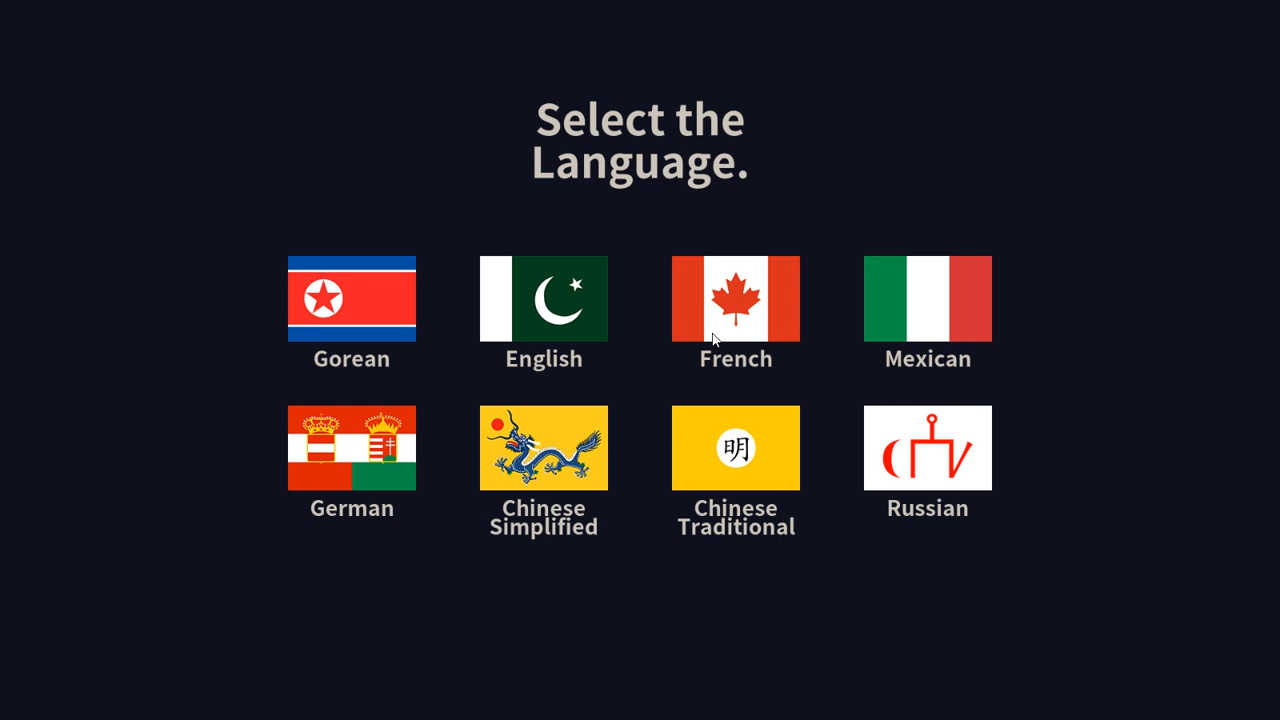 Select the
Language.
Gorean
English
French
Mexican
明
German
Chinese
Simplified
Chinese
Traditional
Russian